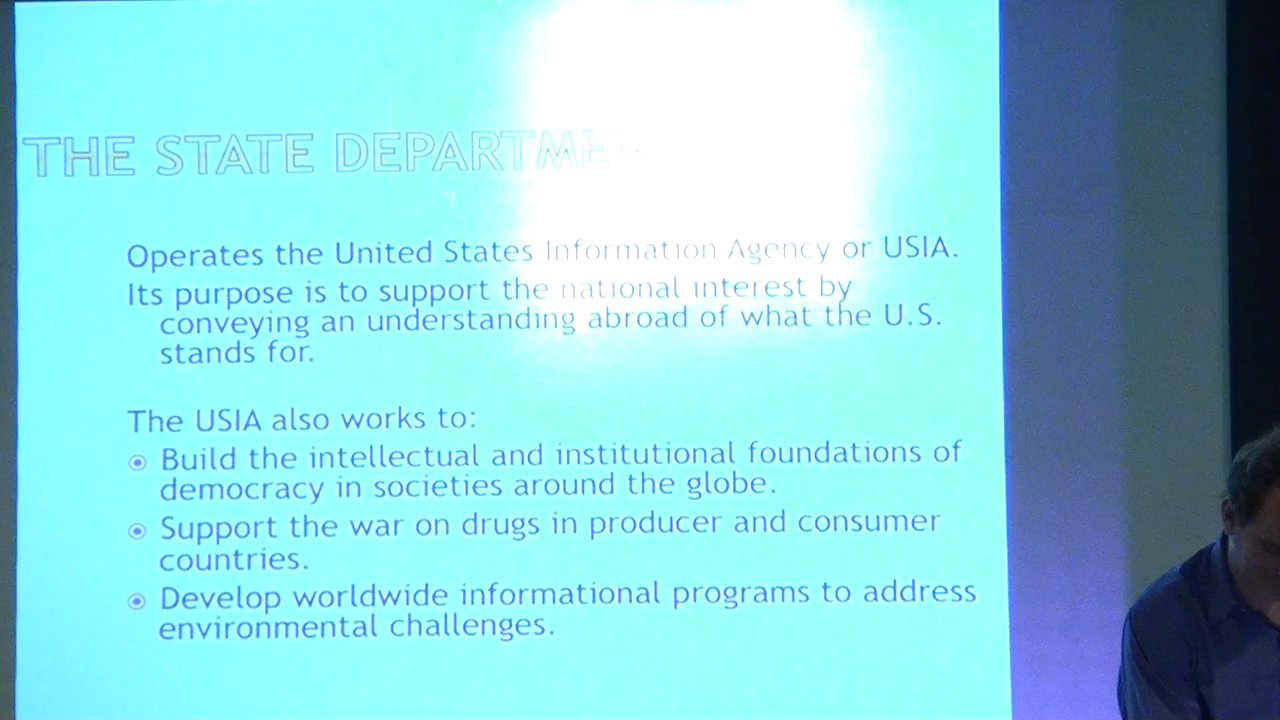 THE STATE DEPARTME
Operates the United States Information Agency or USIA.
Its purpose is to support the national interest by
conveying an understanding abroad of what the U.S.
stands for.
The USIA also works to:
Build the intellectual and institutional foundations of
democracy in societies around the globe.
Support the war on drugs in producer and consumer
countries.
Develop worldwide informational programs to address
environmental challenges.